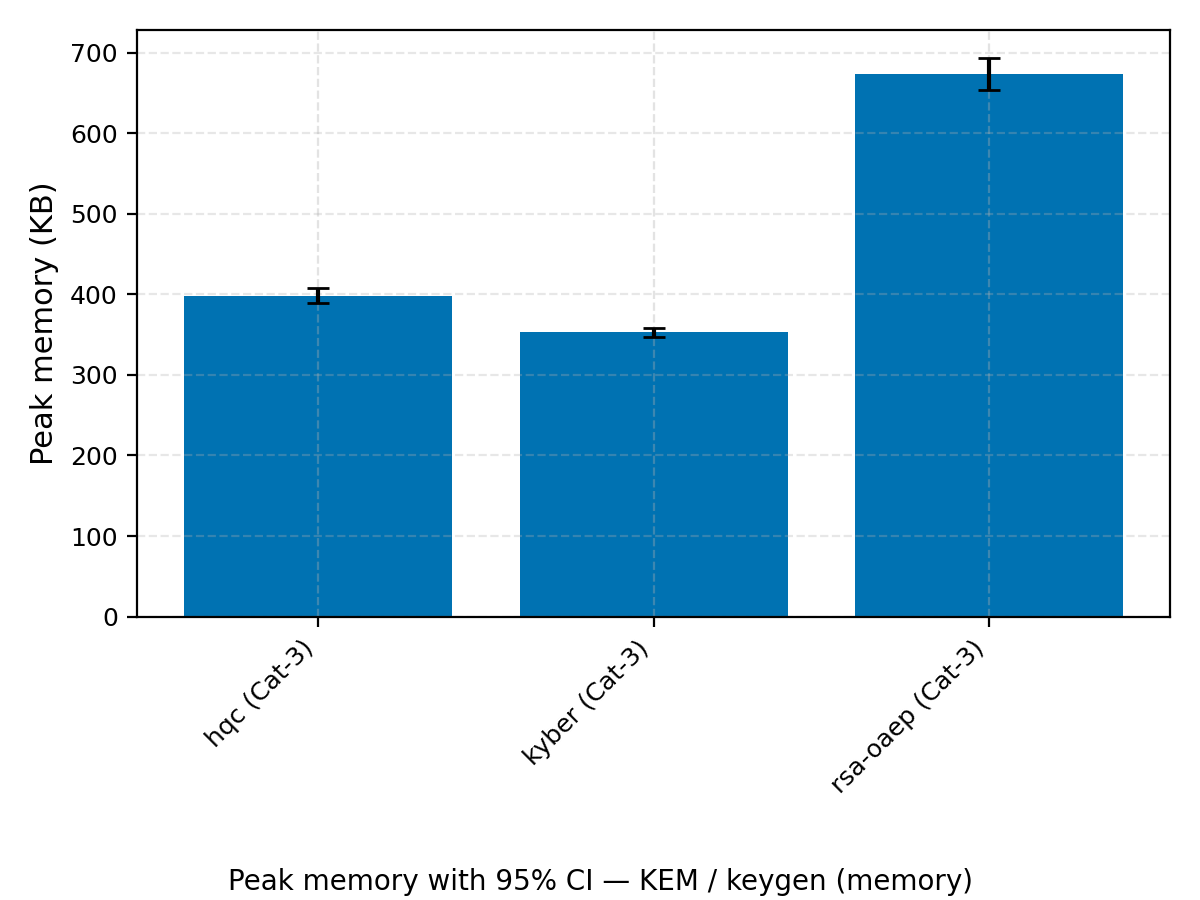 700
600
500
400
300
200
100
0
Peak memory (KB)
hqc (Cat-3)
kyber (Cat-3)
rsa-oaep (Cat-3)
Peak memory with 95% CI — KEM / keygen (memory)